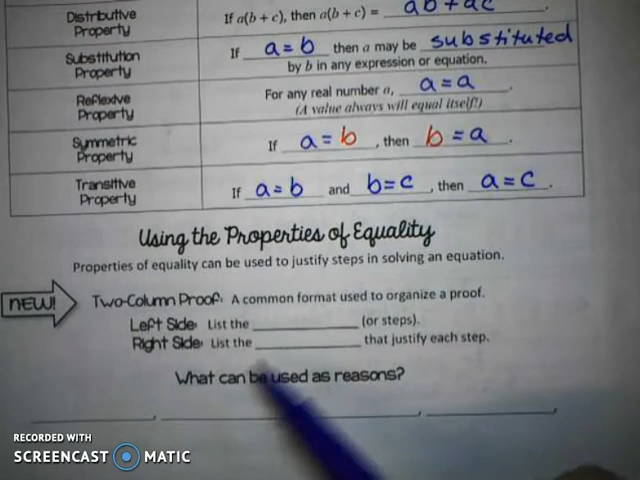 Distributive Property If a(b + c), then a(b + c) = ab + ac.
Substitution Property If a = b then a may be substituted by b in any expression or equation.
Reflexive Property For any real number a, a = a. (A value always will equal itself!)
Symmetric Property If a = b, then b = a.
Transitive Property If a = b and b = c, then a = c.
Using the Properties of Equality
Properties of equality can be used to justify steps in solving an equation.
NEW! Two-Column Proof: A common format used to organize a proof.
Left Side: List the ____________ (or steps).
Right Side: List the ____________ that justify each step.
What can be used as reasons?
RECORDED WITH
SCREENCAST MATIC